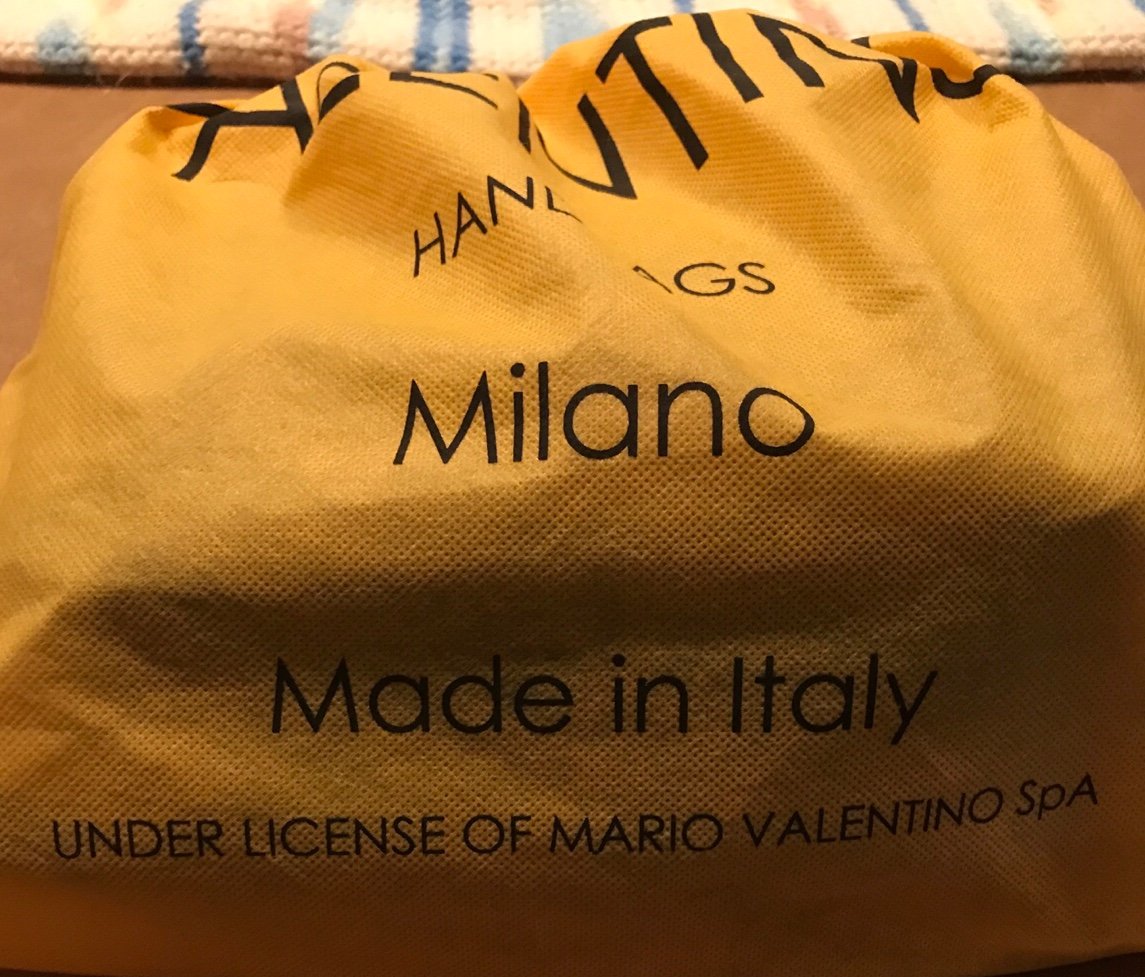 Milano
Made in Italy
UNDER LICENSE OF MARIO VALENTINO SpA